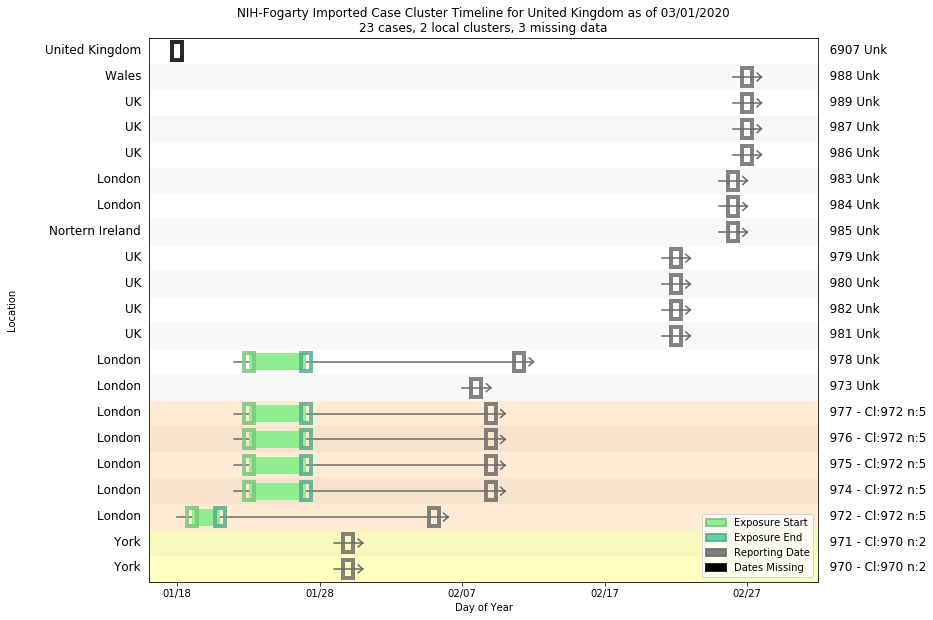 NIH-Fogarty Imported Case Cluster Timeline for United Kingdom as of 03/01/2020
23 cases, 2 local clusters, 3 missing data
United Kingdom 6907 Unk
Wales 988 Unk
UK 989 Unk
UK 987 Unk
UK 986 Unk
London 983 Unk
London 984 Unk
Nortern Ireland 985 Unk
UK 979 Unk
UK 980 Unk
UK 982 Unk
UK 981 Unk
London 978 Unk
London 973 Unk
London 977 - Cl:972 n:5
London 976 - Cl:972 n:5
London 975 - Cl:972 n:5
London 974 - Cl:972 n:5
London 972 - Cl:972 n:5
York 971 - Cl:970 n:2
York 970 - Cl:970 n:2
Location
Exposure Start
Exposure End
Reporting Date
Dates Missing
01/18 01/28 02/07 02/17 02/27
Day of Year